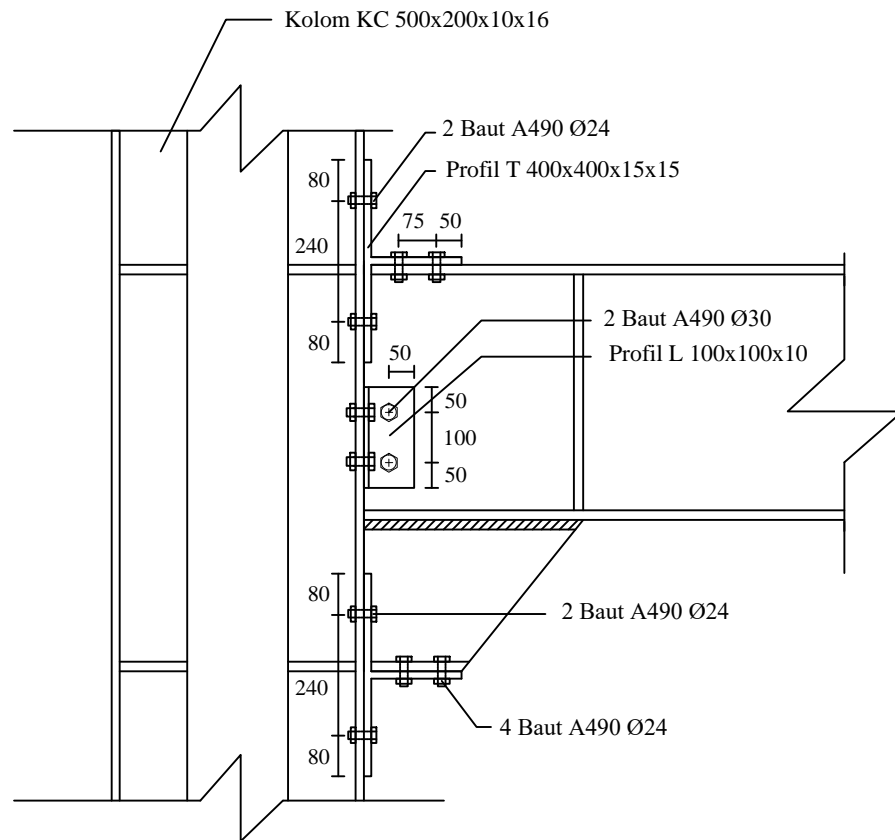 Kolom KC 500x200x10x16
2 Baut A490 Ø24
Profil T 400x400x15x15
80
75 50
240
80
2 Baut A490 Ø30
Profil L 100x100x10
50
50
100
50
80
2 Baut A490 Ø24
240
4 Baut A490 Ø24
80